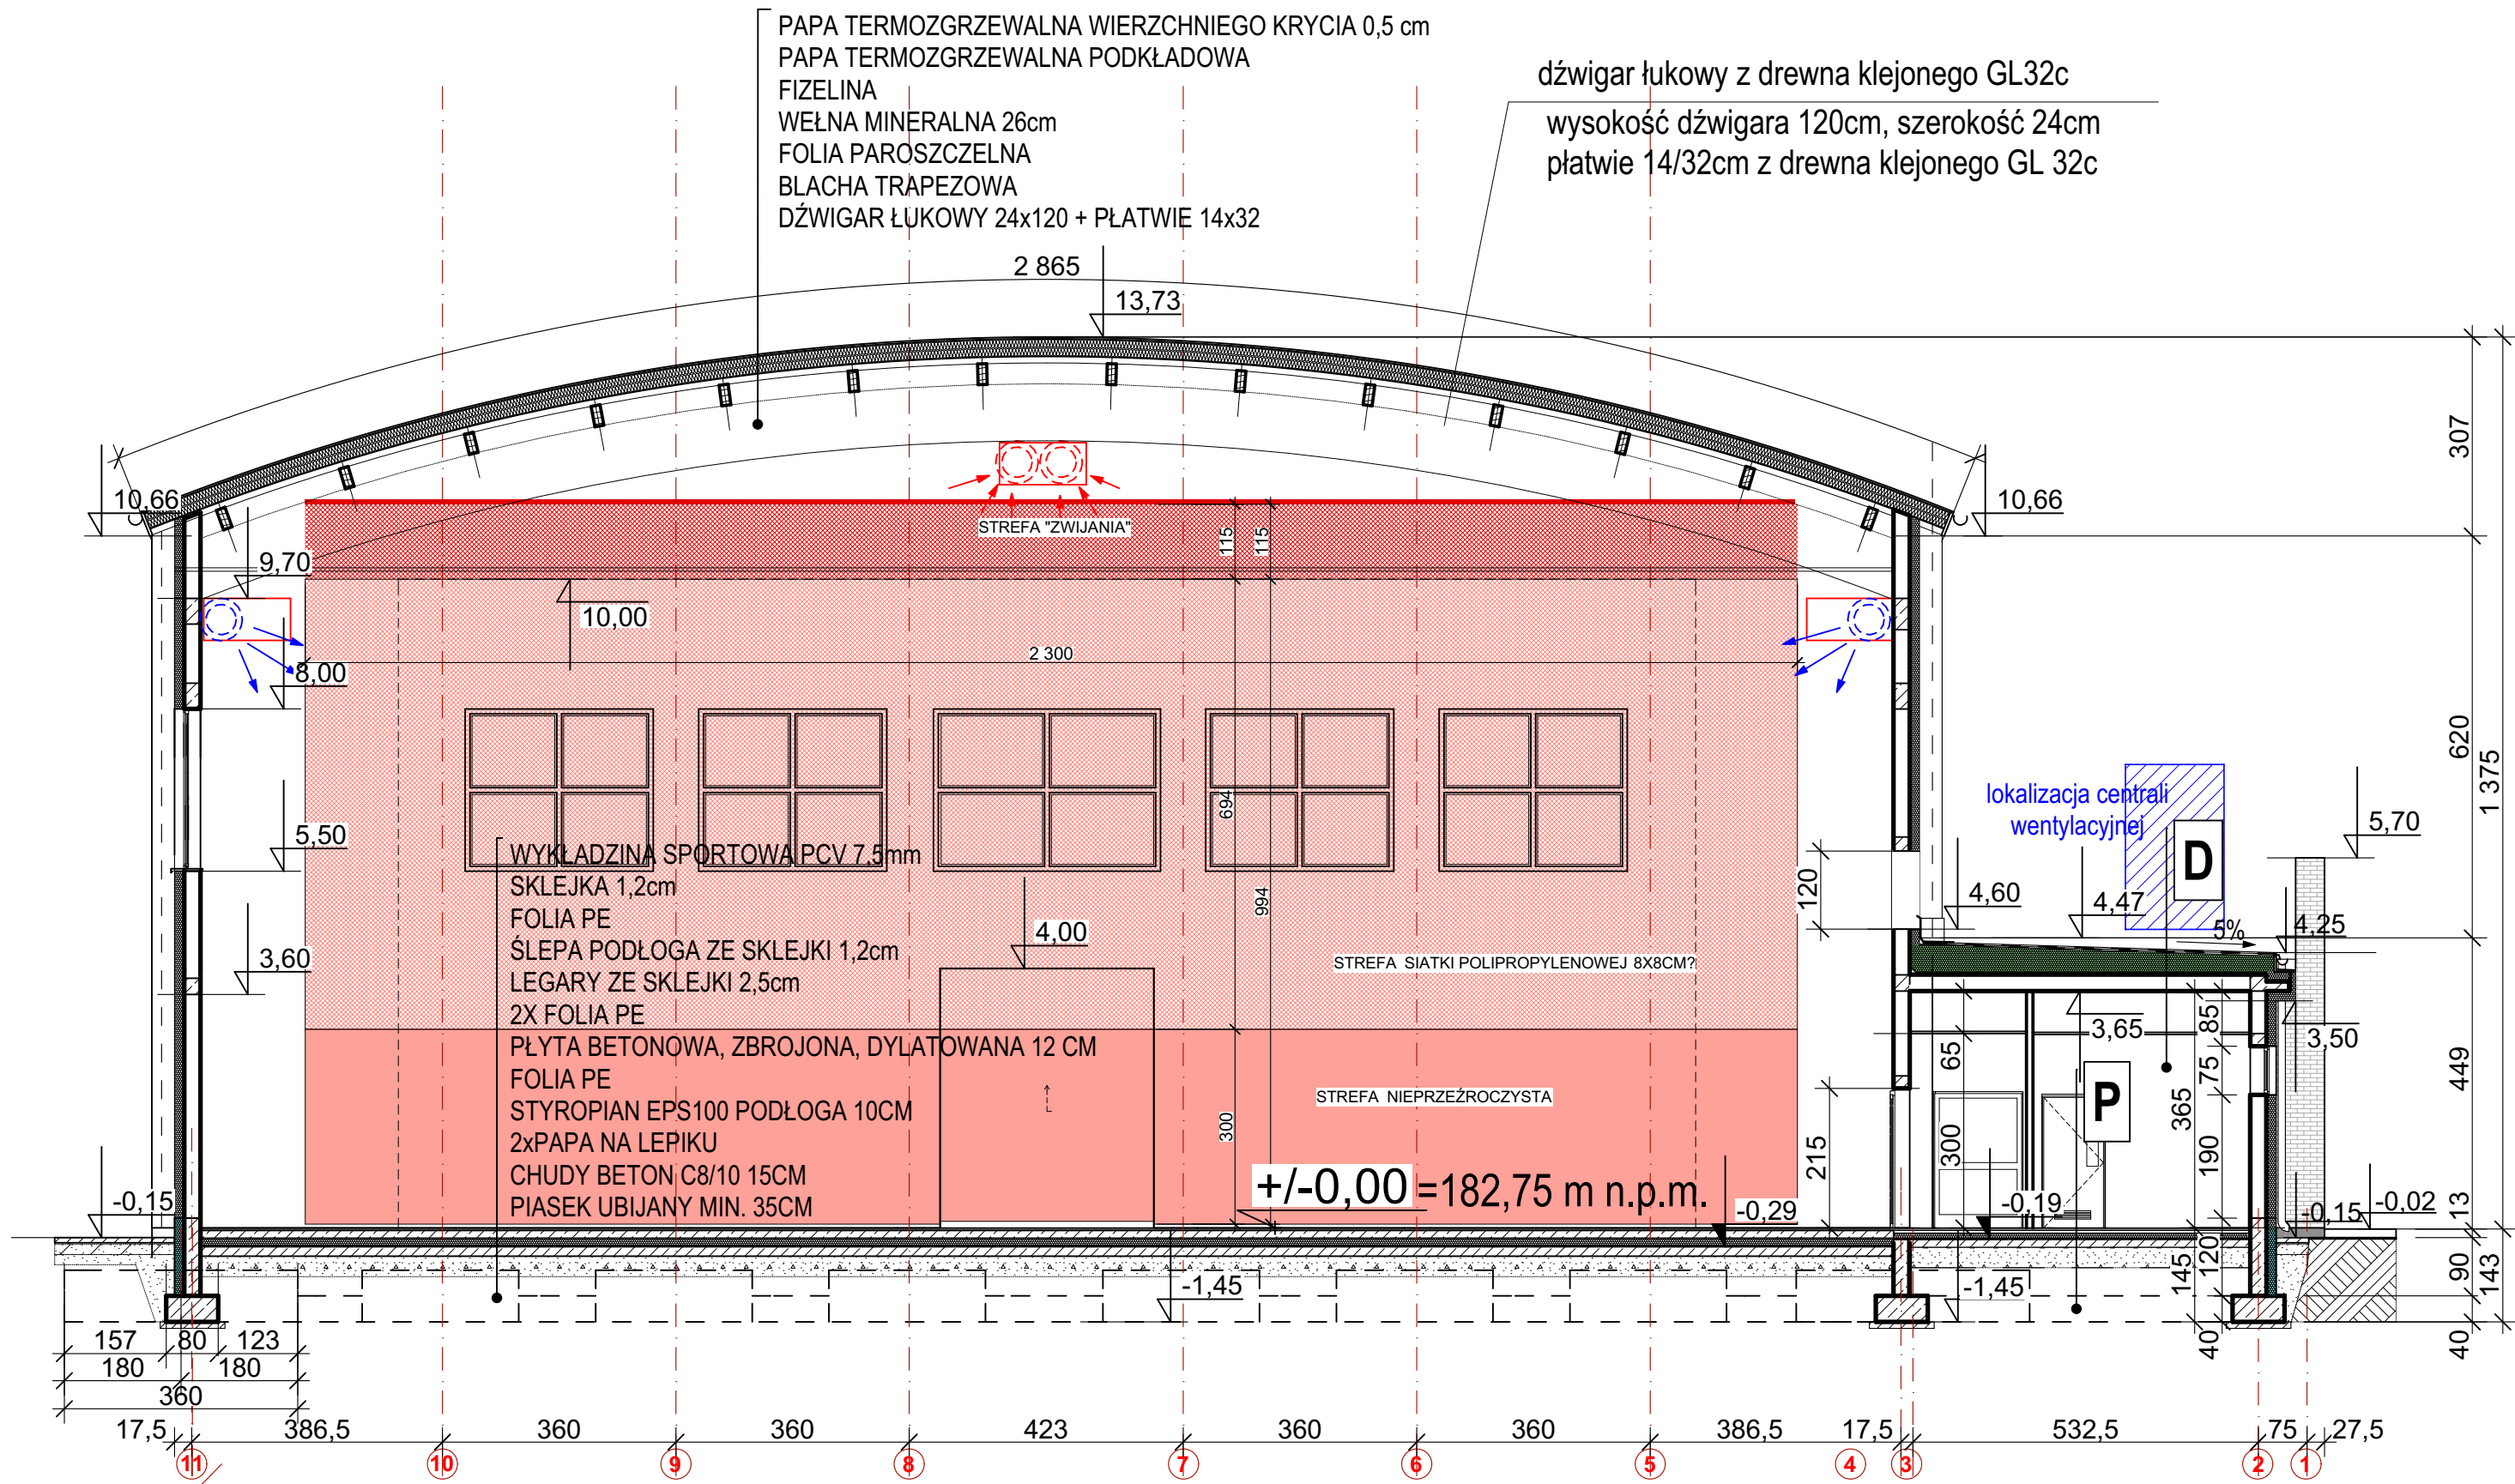 PAPA TERMOZGRZEWALNA WIERZCHNIEGO KRYCIA 0,5 cm
PAPA TERMOZGRZEWALNA PODKŁADOWA
FIZELINA
WEŁNA MINERALNA 26cm
FOLIA PAROSZCZELNA
BLACHA TRAPEZOWA
DŹWIGAR ŁUKOWY 24x120 + PŁATWIE 14x32
dźwigar łukowy z drewna klejonego GL32c
wysokość dźwigara 120cm, szerokość 24cm
płatwie 14/32cm z drewna klejonego GL 32c
2 865
13,73
10,66
10,66
307
STREFA "ZWIJANIA"
115
115
9,70
10,00
2 300
8,00
620
1 375
694
994
lokalizacja centrali
wentylacyjnej
D
5,70
5,50
120
4,60
4,47
5%
4,25
WYKŁADZINA SPORTOWA PCV 7,5mm
SKLEJKA 1,2cm
FOLIA PE
ŚLEPA PODŁOGA ZE SKLEJKI 1,2cm
LEGARY ZE SKLEJKI 2,5cm
2X FOLIA PE
PŁYTA BETONOWA, ZBROJONA, DYLATOWANA 12 CM
FOLIA PE
STYROPIAN EPS100 PODŁOGA 10CM
2xPAPA NA LEPIKU
CHUDY BETON C8/10 15CM
PIASEK UBIJANY MIN. 35CM
4,00
3,60
STREFA SIATKI POLIPROPYLENOWEJ 8X8CM?
STREFA NIEPRZEŹROCZYSTA
300
3,65
85
3,50
65
75
449
P
365
215
300
190
+/-0,00 =182,75 m n.p.m.
-0,29
-0,19
-0,15
-0,02
13
-0,15
-1,45
-1,45
145
120
90
143
40
40
157 80 123
180 180
360
17,5 386,5 360 360 423 360 360 386,5 17,5 532,5 75 27,5
11 10 9 8 7 6 5 4 3 2 1